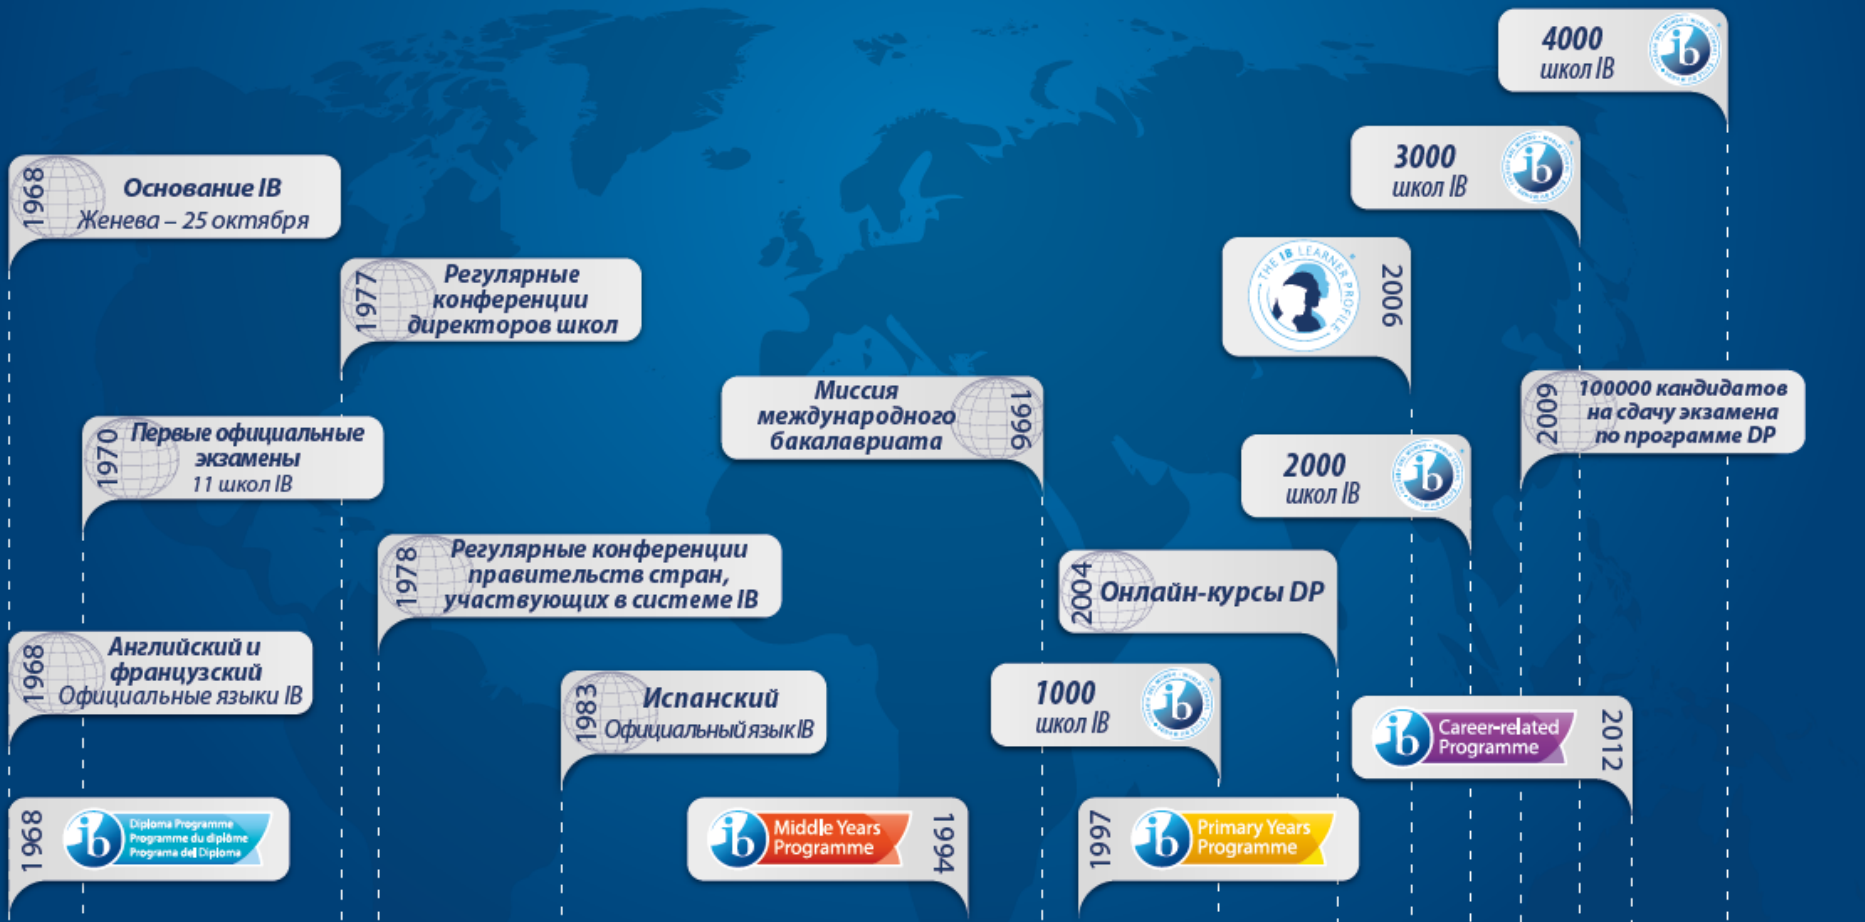 4000
школ IB
3000
школ IB
1968
Основание IB
Женева – 25 октября
THE IB LEARNER PROFILE
2006
1977
Регулярные
конференции
директоров школ
Миссия
международного
бакалавриата
1996
2009
100000 кандидатов
на сдачу экзамена
по программе DP
1970
Первые официальные
экзамены
11 школ IB
2000
школ IB
1978
Регулярные конференции
правительств стран,
участвующих в системе IB
2004
Онлайн-курсы DP
1968
Английский и
французский
Официальные языки IB
1983
Испанский
Официальный язык IB
1000
школ IB
ib
Career-related
Programme
2012
1968
ib
Diploma Programme
Programme du diplôme
Programa del Diploma
ib
Middle Years
Programme
1994
1997
ib
Primary Years
Programme